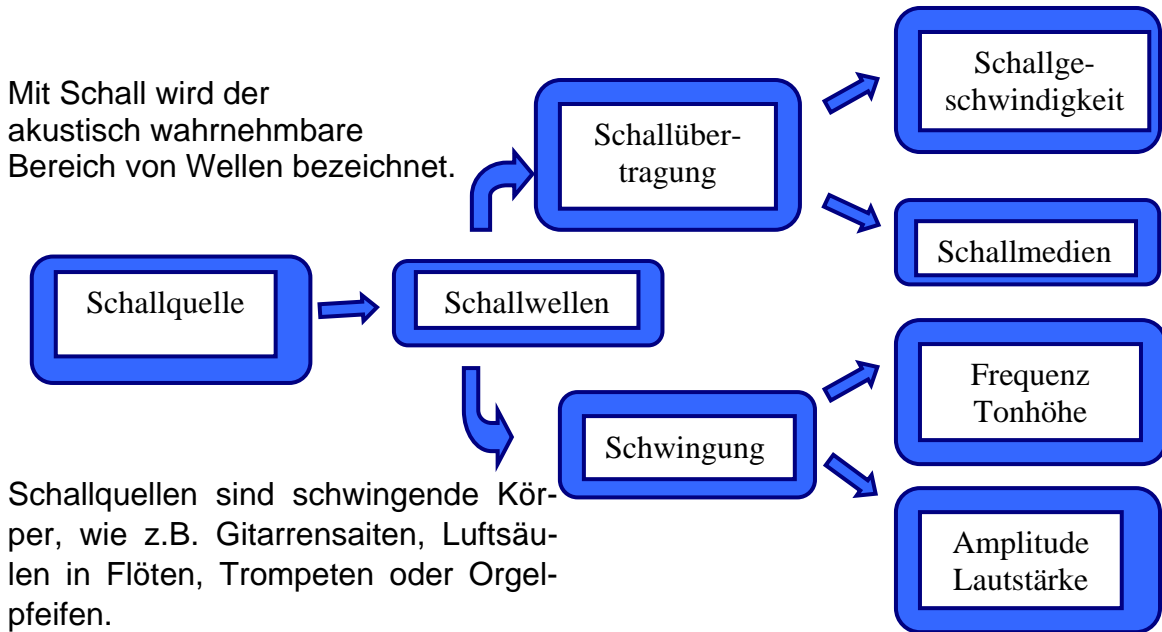 Mit Schall wird der
akustisch wahrnehmbare
Bereich von Wellen bezeichnet.
Schallquelle
Schallwellen
Schallüber-
tragung
Schallge-
schwindigkeit
Schallmedien
Schwingung
Frequenz
Tonhöhe
Amplitude
Lautstärke
Schallquellen sind schwingende Kör-
per, wie z.B. Gitarrensaiten, Luftsäu-
len in Flöten, Trompeten oder Orgel-
pfeifen.